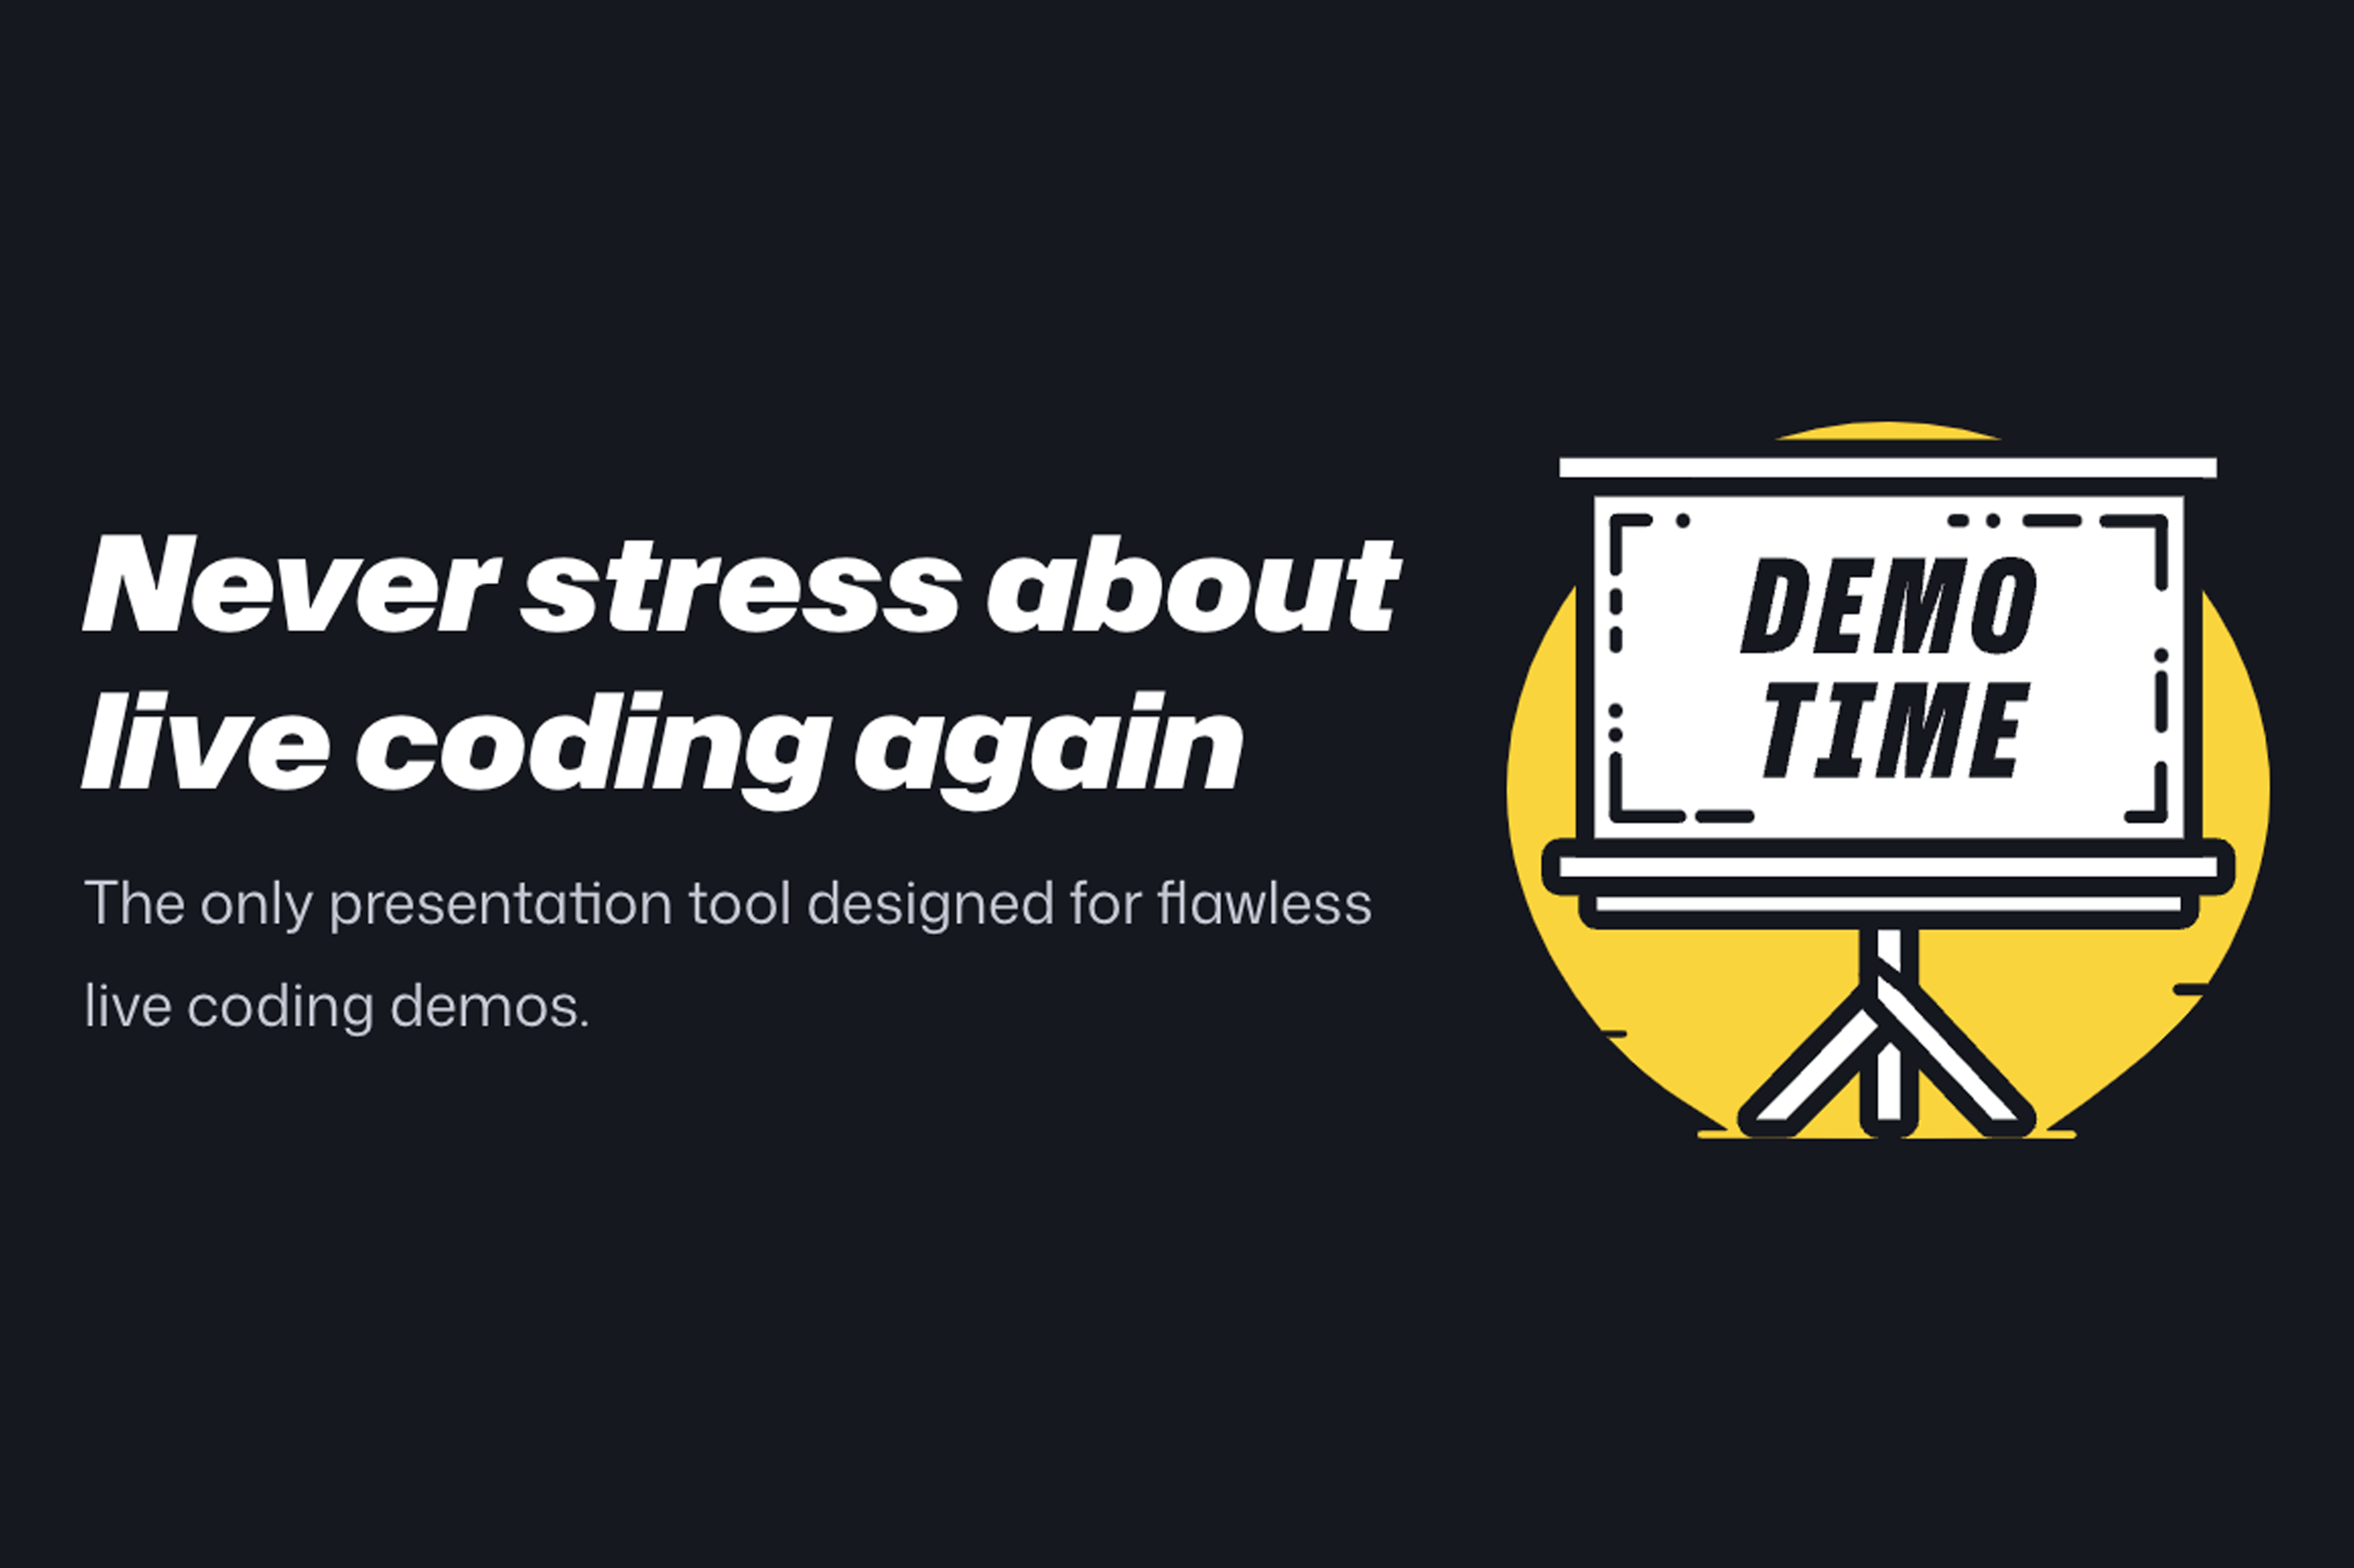 Never stress about
live coding again
The only presentation tool designed for flawless
live coding demos.
DEMO
TIME